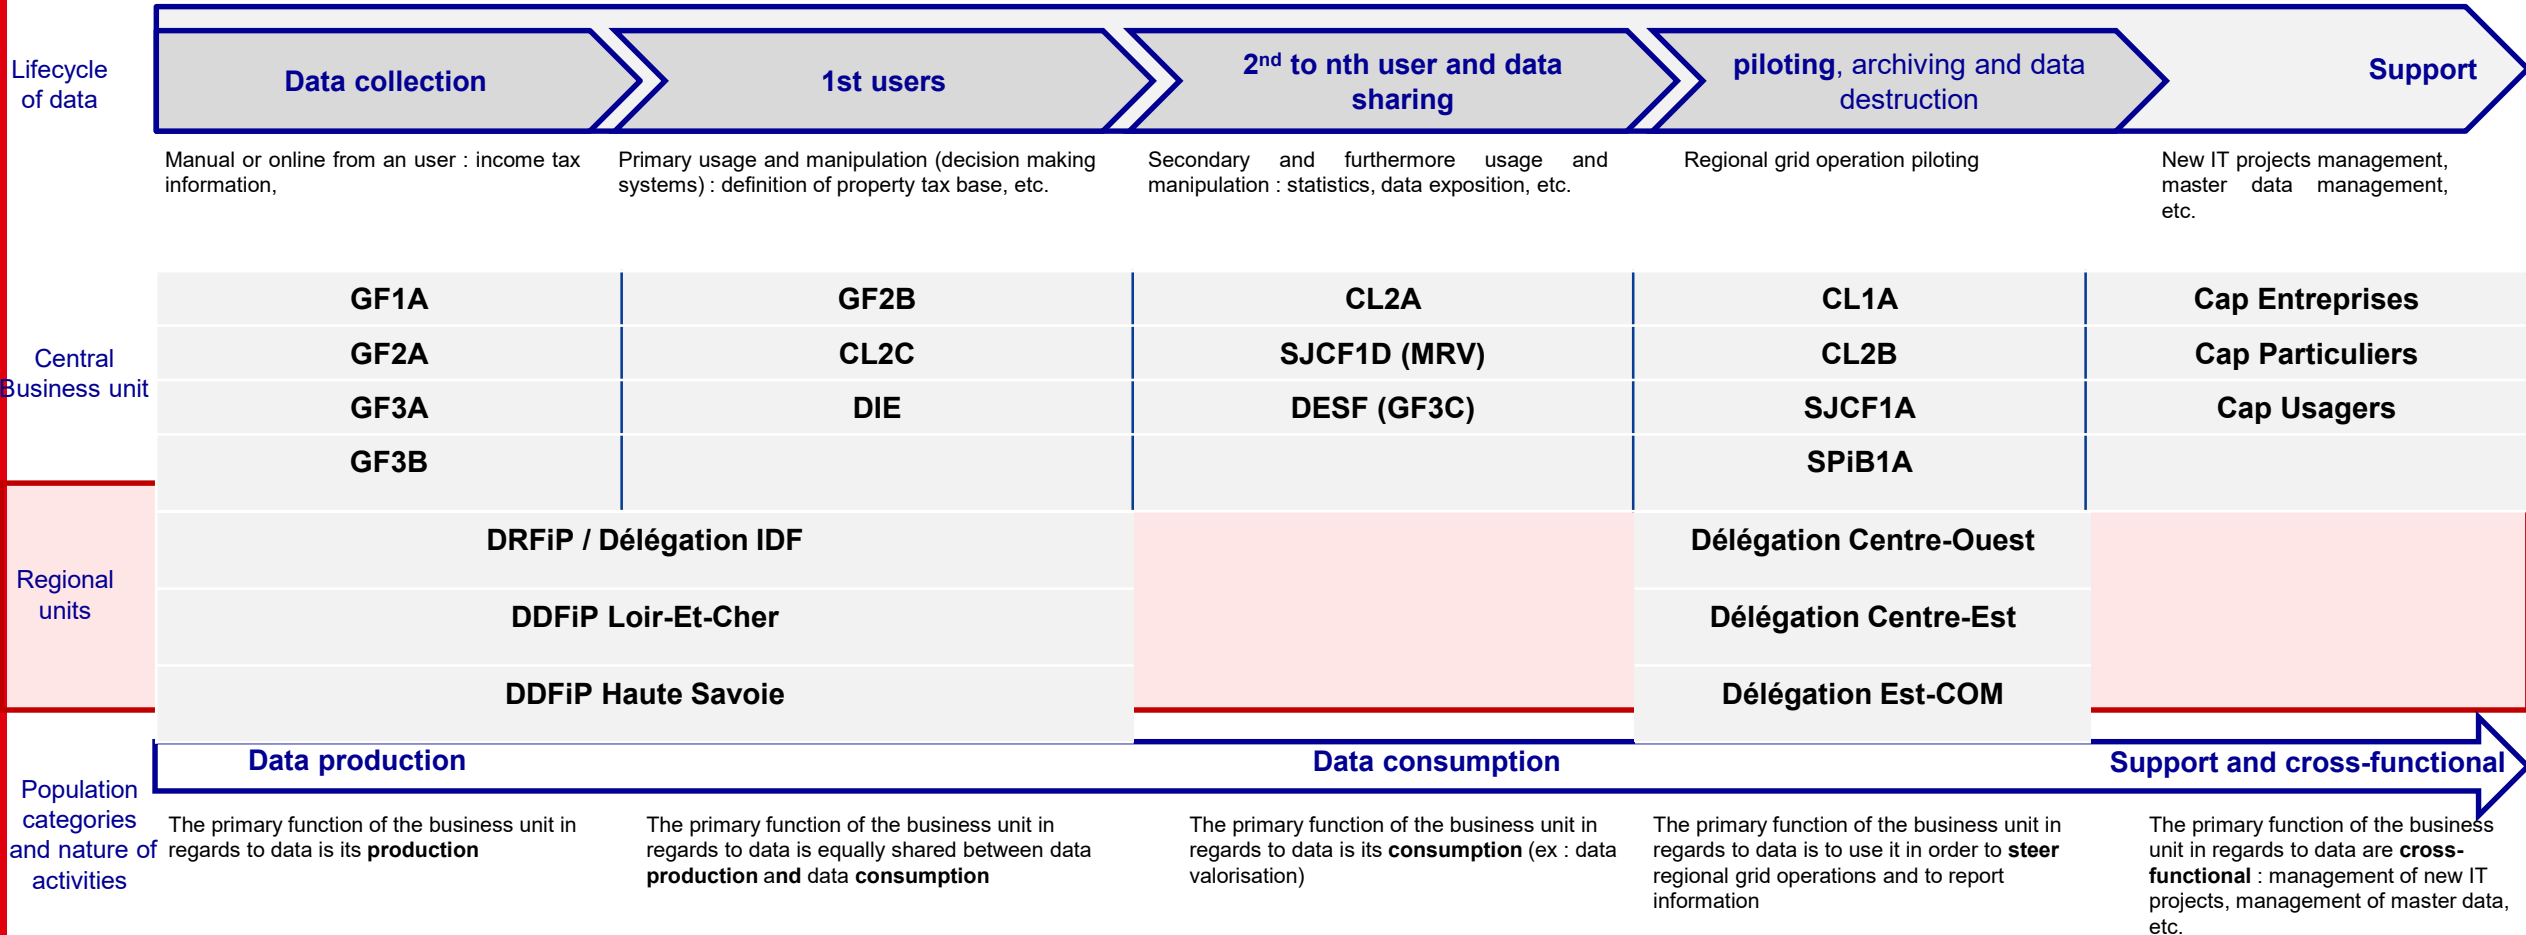 Lifecycle
of data
Data collection
1st users
2nd to nth user and data
sharing
piloting, archiving and data
destruction
Support
Manual or online from an user : income tax
information,
Primary usage and manipulation (decision making
systems) : definition of property tax base, etc.
Secondary and furthermore usage and
manipulation : statistics, data exposition, etc.
Regional grid operation piloting
New IT projects management,
master data management,
etc.
Central
Business unit
GF1A
GF2B
CL2A
CL1A
Cap Entreprises
GF2A
CL2C
SJCF1D (MRV)
CL2B
Cap Particuliers
GF3A
DIE
DESF (GF3C)
SJCF1A
Cap Usagers
GF3B
SPiB1A
Regional
units
DRFiP / Délégation IDF
Délégation Centre-Ouest
DDFiP Loir-Et-Cher
Délégation Centre-Est
DDFiP Haute Savoie
Délégation Est-COM
Data production
Data consumption
Support and cross-functional
Population
categories
and nature of
activities
The primary function of the business unit in
regards to data is its production
The primary function of the business unit in
regards to data is equally shared between data
production and data consumption
The primary function of the business unit in
regards to data is its consumption (ex : data
valorisation)
The primary function of the business unit in
regards to data is to use it in order to steer
regional grid operations and to report
information
The primary function of the business
unit in regards to data are cross-
functional : management of new IT
projects, management of master data,
etc.